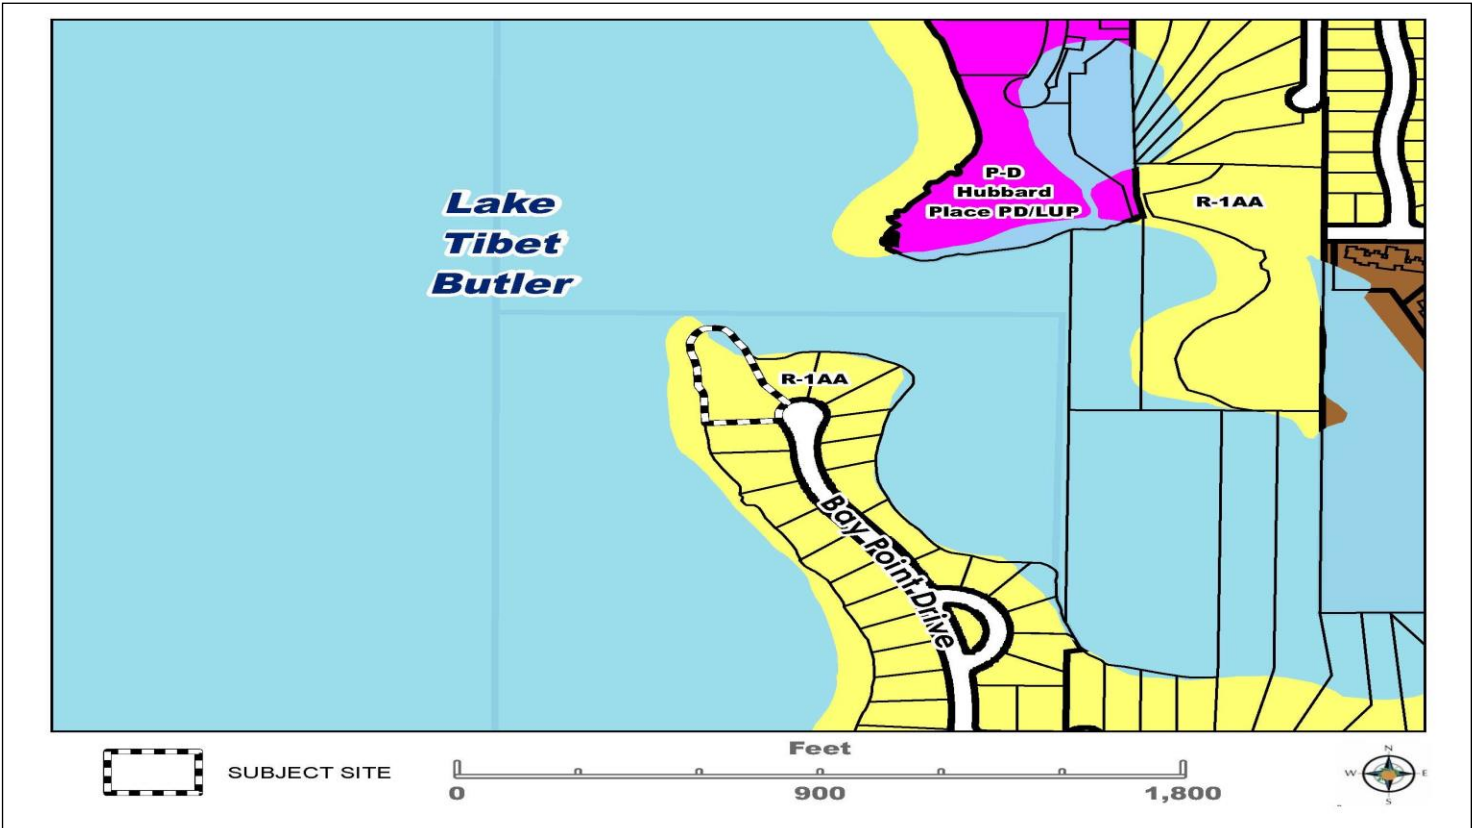 P-D
Hubbard
Place PD/LUP
R-1AA
Lake
Tibet
Butler
R-1AA
Bay Point Drive
Feet
SUBJECT SITE
0 900 1,800
N
W E
S